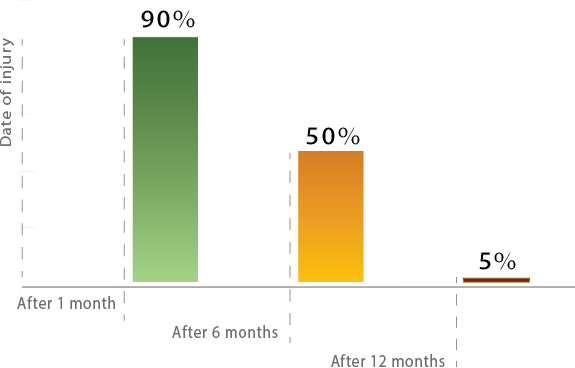 90%
Date of injury
50%
5%
After 1 month
After 6 months
After 12 months